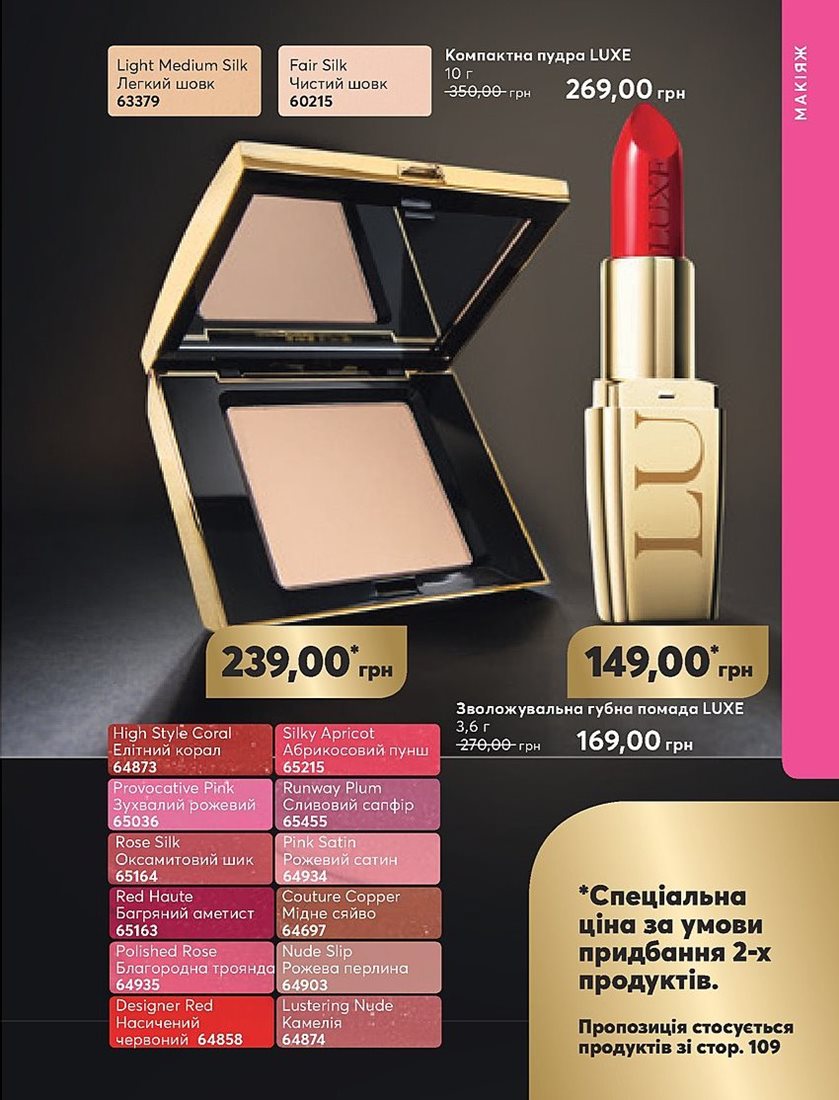 Light Medium Silk
Легкий шовк
63379
Fair Silk
Чистий шовк
60215
Компактна пудра LUXE
10 г
350,00 грн 269,00 грн
МАКІЯЖ
LUXE
LU
239,00* грн
149,00* грн
Зволожувальна губна помада LUXE
3,6 г
270,00 грн 169,00 грн
High Style Coral
Елітний корал
64873
Silky Apricot
Абрикосовий пунш
65215
Provocative Pink
Зухвалий рожевий
65036
Runway Plum
Сливовий сапфір
65455
Rose Silk
Оксамитовий шик
65164
Pink Satin
Рожевий сатин
64934
Red Haute
Багряний аметист
65163
Couture Copper
Мідне сяйво
64697
Polished Rose
Благородна троянда
64935
Nude Slip
Рожева перлина
64903
Designer Red
Насичений
червоний 64858
Lustering Nude
Камелія
64874
*Спеціальна
ціна за умови
придбання 2-х
продуктів.
Пропозиція стосується
продуктів зі стор. 109